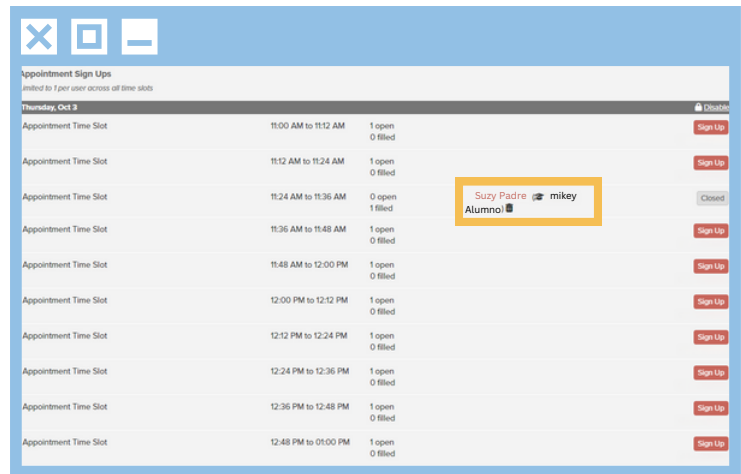 Appointment Sign Ups
Limited to 1 per user across all time slots
Thursday, Oct 3 Disable
Appointment Time Slot 11:00 AM to 11:12 AM 1 open Sign Up
0 filled
Appointment Time Slot 11:12 AM to 11:24 AM 1 open Sign Up
0 filled
Appointment Time Slot 11:24 AM to 11:36 AM 0 open Suzy Padre mikey Closed
1 filled Alumno)
Appointment Time Slot 11:36 AM to 11:48 AM 1 open Sign Up
0 filled
Appointment Time Slot 11:48 AM to 12:00 PM 1 open Sign Up
0 filled
Appointment Time Slot 12:00 PM to 12:12 PM 1 open Sign Up
0 filled
Appointment Time Slot 12:12 PM to 12:24 PM 1 open Sign Up
0 filled
Appointment Time Slot 12:24 PM to 12:36 PM 1 open Sign Up
0 filled
Appointment Time Slot 12:36 PM to 12:48 PM 1 open Sign Up
0 filled
Appointment Time Slot 12:48 PM to 01:00 PM 1 open Sign Up
0 filled